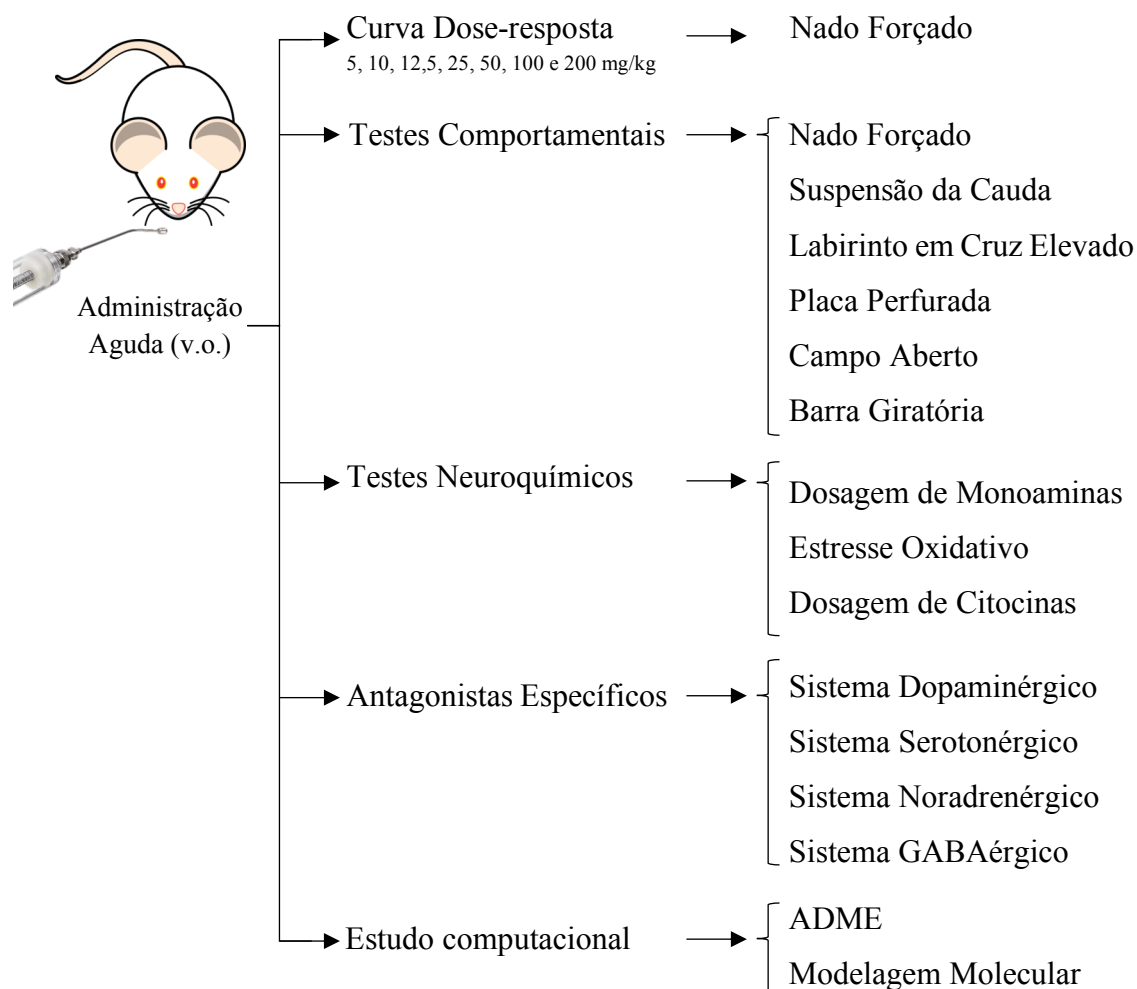 Curva Dose-resposta
5, 10, 12,5, 25, 50, 100 e 200 mg/kg
Nado Forçado
Testes Comportamentais
Nado Forçado
Suspensão da Cauda
Labirinto em Cruz Elevado
Placa Perfurada
Campo Aberto
Barra Giratória
Administração
Aguda (v.o.)
Testes Neuroquímicos
Dosagem de Monoaminas
Estresse Oxidativo
Dosagem de Citocinas
Antagonistas Específicos
Sistema Dopaminérgico
Sistema Serotonérgico
Sistema Noradrenérgico
Sistema GABAérgico
Estudo computacional
ADME
Modelagem Molecular